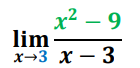 lim x→3 x² − 9 / x − 3